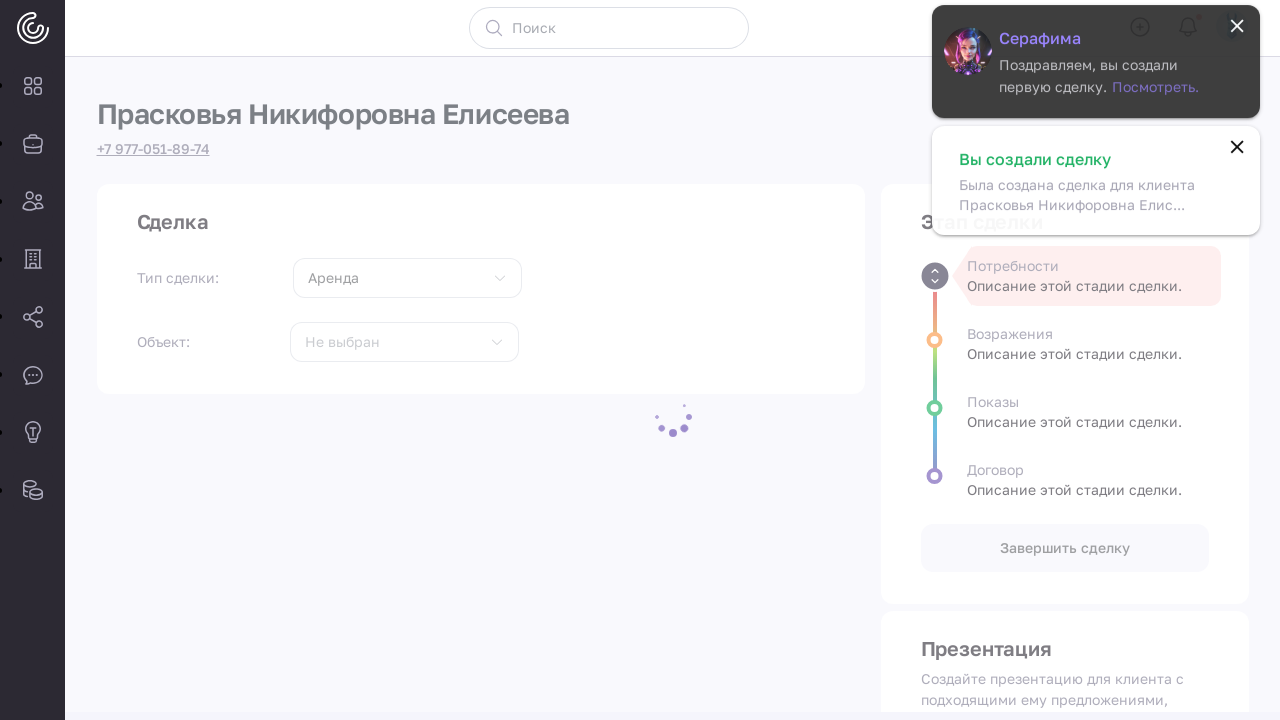 Поиск
Серафима
Поздравляем, вы создали
первую сделку. Посмотреть.
Вы создали сделку
Была создана сделка для клиента
Прасковья Никифоровна Елис...
Прасковья Никифоровна Елисеева
+7 977-051-89-74
Сделка
Тип сделки:
Аренда
Объект:
Не выбран
Этап сделки
Потребности
Описание этой стадии сделки.
Возражения
Описание этой стадии сделки.
Показы
Описание этой стадии сделки.
Договор
Описание этой стадии сделки.
Завершить сделку
Презентация
Создайте презентацию для клиента с
подходящими ему предложениями,